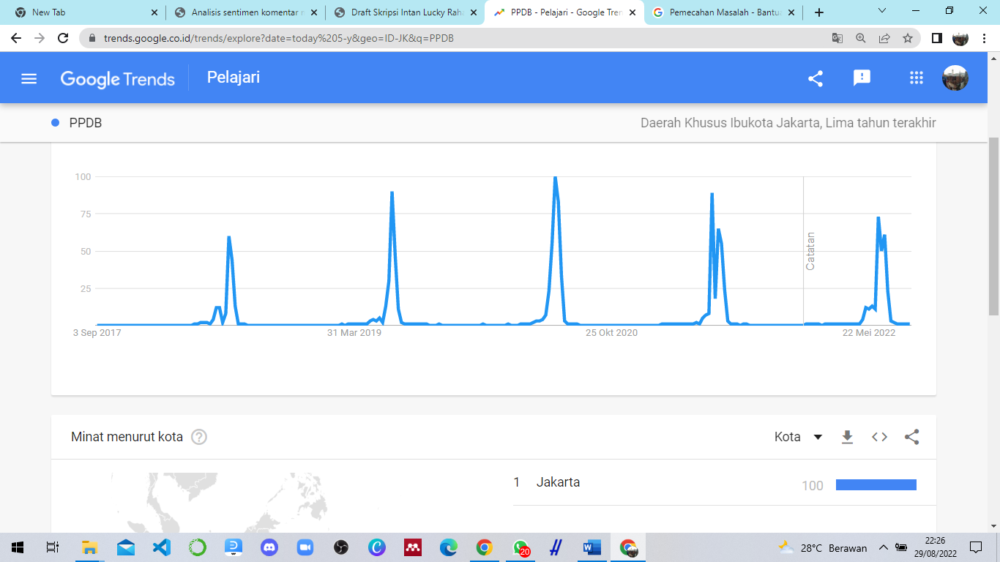 New Tab
Analisis sentimen komentar
Draft Skripsi Intan Lucky Raha
PPDB - Pelajari - Google Tren
Pemecahan Masalah - Bantua
trends.google.co.id/trends/explore?date=today%205-y&geo=ID-JK&q=PPDB
Google Trends
Pelajari
PPDB
Daerah Khusus Ibukota Jakarta, Lima tahun terakhir
100
75
50
25
Catatan
3 Sep 2017
31 Mar 2019
25 Okt 2020
22 Mei 2022
Minat menurut kota
?
Kota
1 Jakarta 100
20
28°C Berawan
22:26
29/08/2022